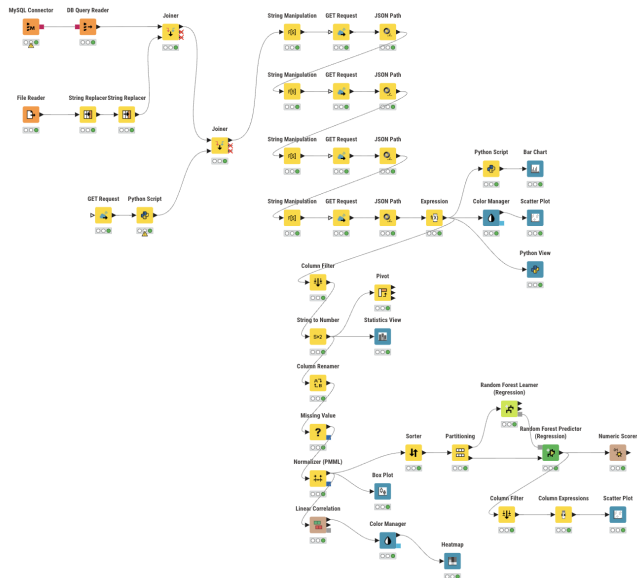 MySQL Connector
DB Query Reader
Joiner
String Manipulation
GET Request
JSON Path
String Manipulation
GET Request
JSON Path
File Reader
String Replacer
String Replacer
Joiner
String Manipulation
GET Request
JSON Path
Python Script
Bar Chart
GET Request
Python Script
String Manipulation
GET Request
JSON Path
Expression
Color Manager
Scatter Plot
Python View
Column Filter
Pivot
String to Number
Statistics View
S+2
Column Renamer
Random Forest Learner
(Regression)
Missing Value
?
Sorter
Partitioning
Random Forest Predictor
(Regression)
Numeric Scorer
Normalizer (PMML)
Box Plot
Column Filter
Column Expressions
Scatter Plot
Linear Correlation
Color Manager
Heatmap